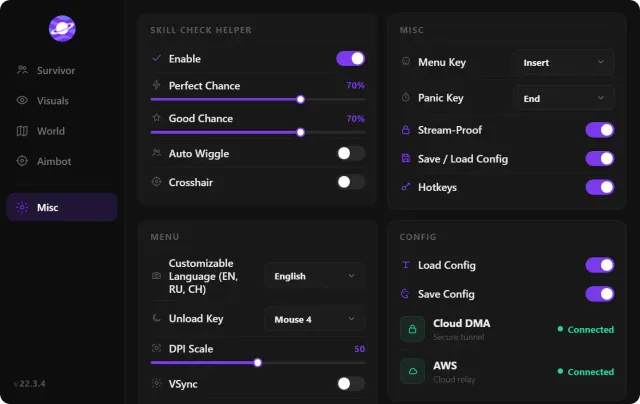 Survivor
Visuals
World
Aimbot
Misc
v22.3.4
SKILL CHECK HELPER
Enable
Perfect Chance 70%
Good Chance 70%
Auto Wiggle
Crosshair
MISC
Menu Key Insert
Panic Key End
Stream-Proof
Save / Load Config
Hotkeys
MENU
Customizable
Language (EN, English
RU, CH)
Unload Key Mouse 4
DPI Scale 50
VSync
CONFIG
Load Config
Save Config
Cloud DMA
Secure tunnel
Connected
AWS
Cloud relay
Connected